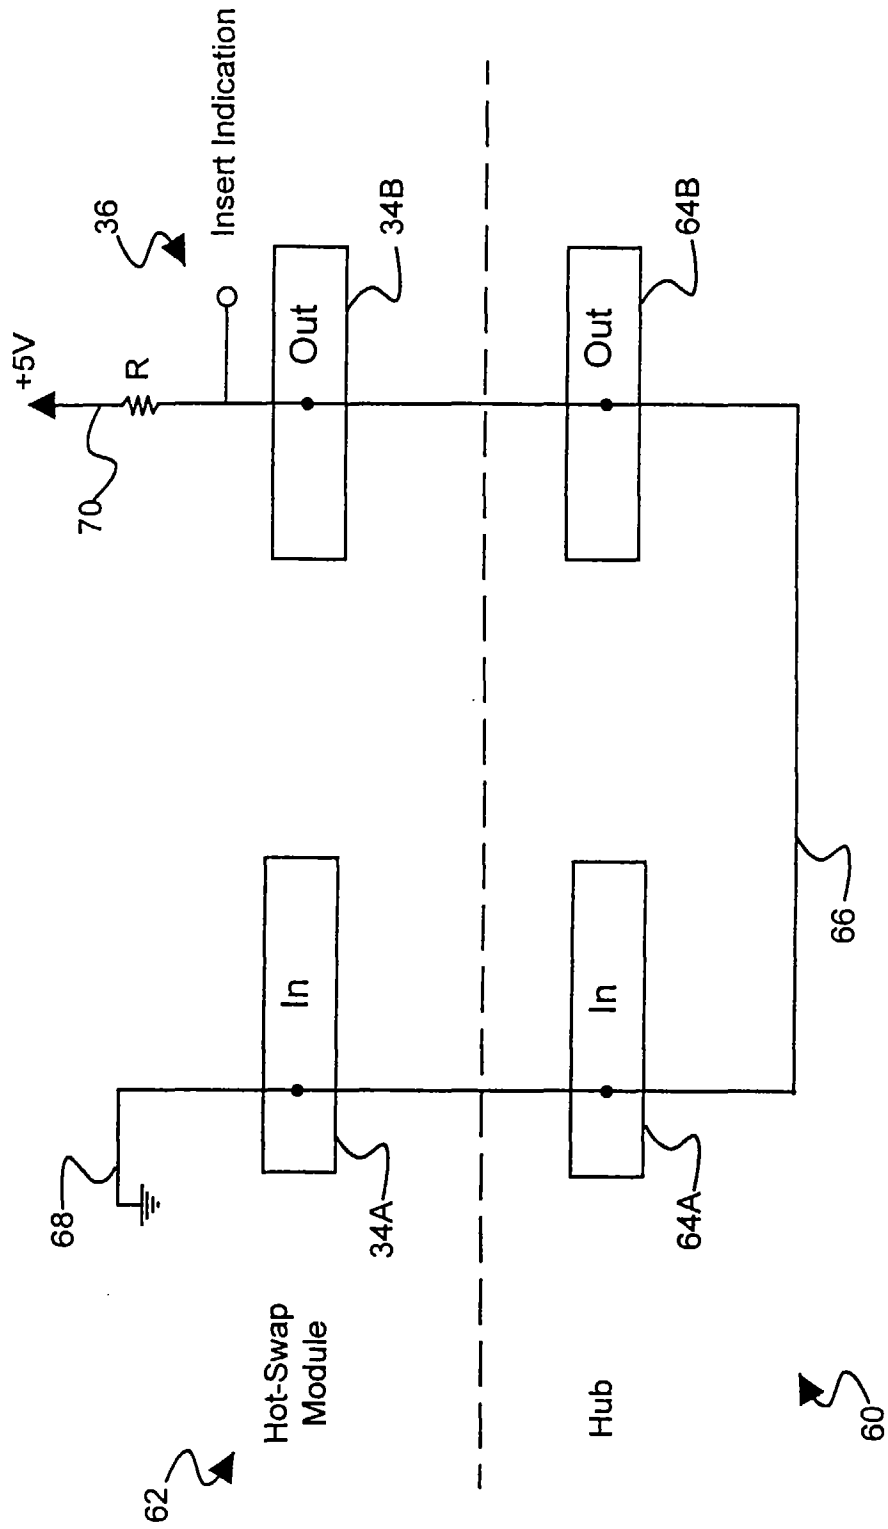 +5V
68
70
36
R
62
Insert Indication
Hot-Swap
Module
In
Out
34A
34B
Hub
In
Out
64A
64B
66
60